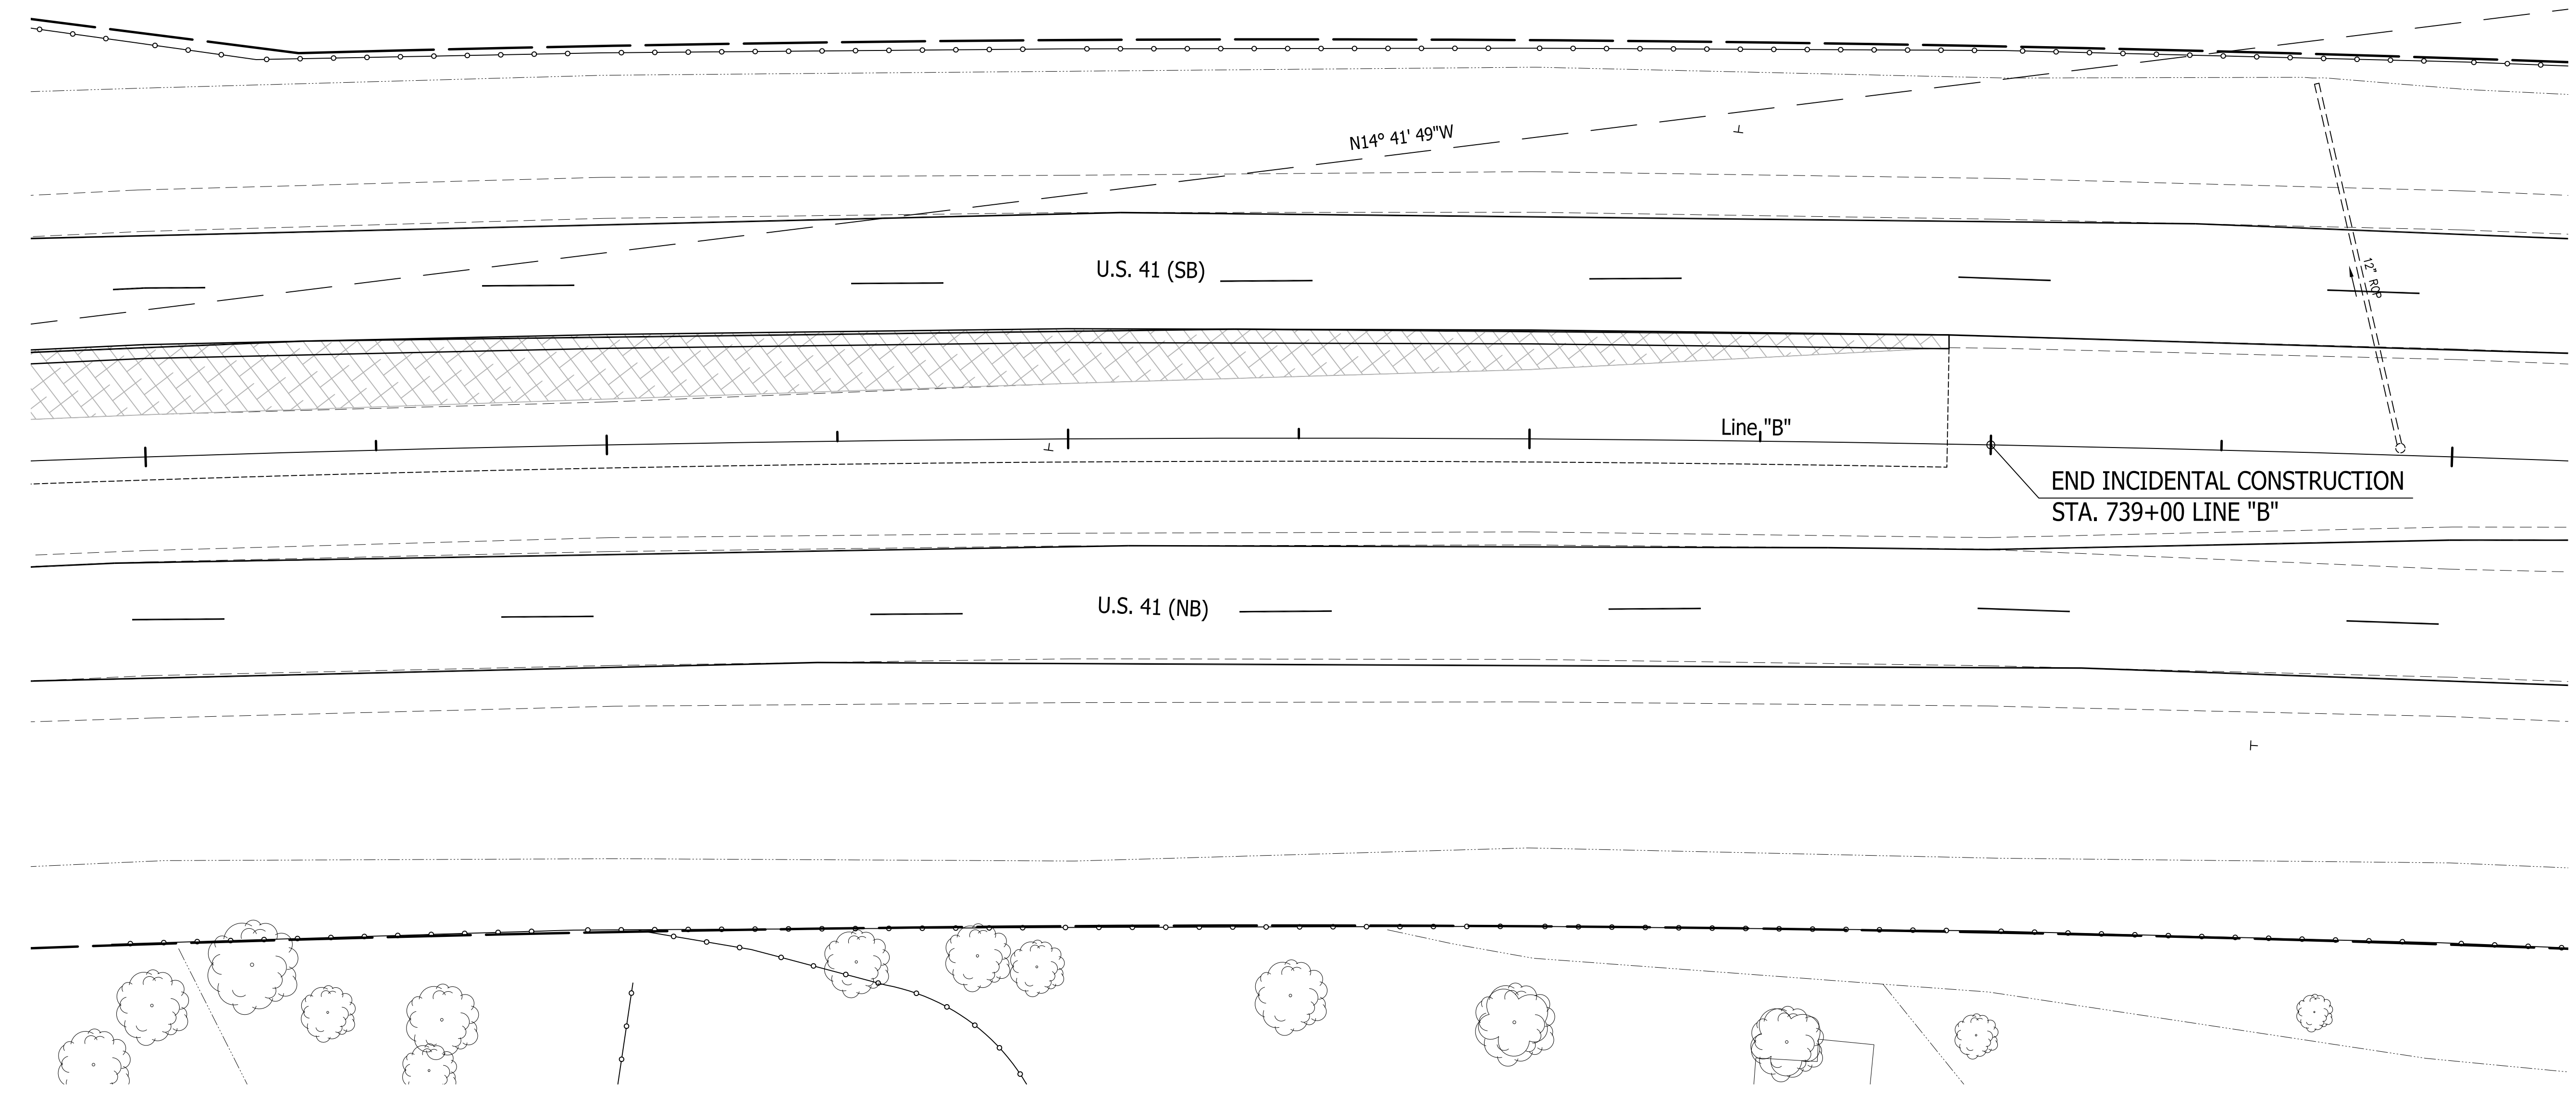 N14° 41' 49"W
U.S. 41 (SB)
12" RCP
Line "B"
END INCIDENTAL CONSTRUCTION
STA. 739+00 LINE "B"
U.S. 41 (NB)